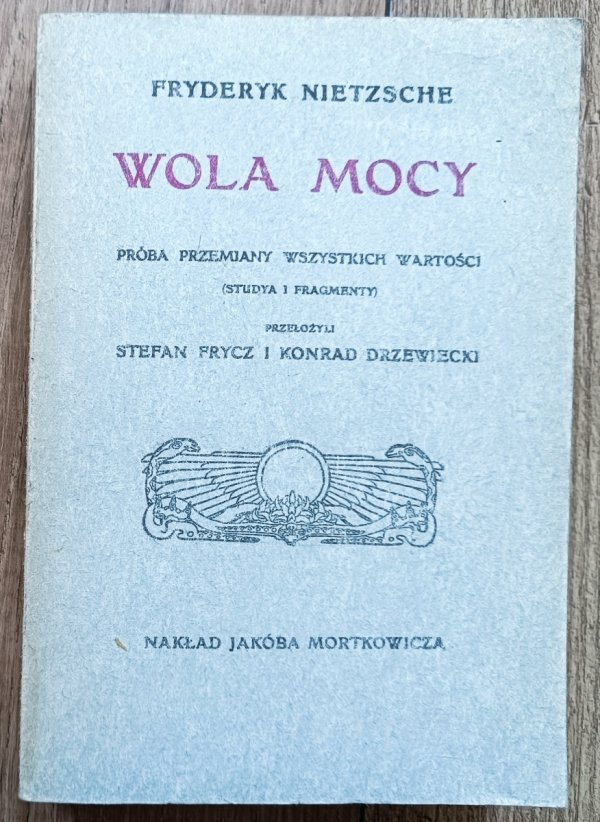 FRYDERYK NIETZSCHE
WOLA MOCY
PRÓBA PRZEMIANY WSZYSTKICH WARTOŚCI
(STUDYA I FRAGMENTY)
PRZEŁOŻYLI
STEFAN FRYCZ I KONRAD DRZEWIECKI
NAKŁAD JAKÓBA MORTKOWICZA